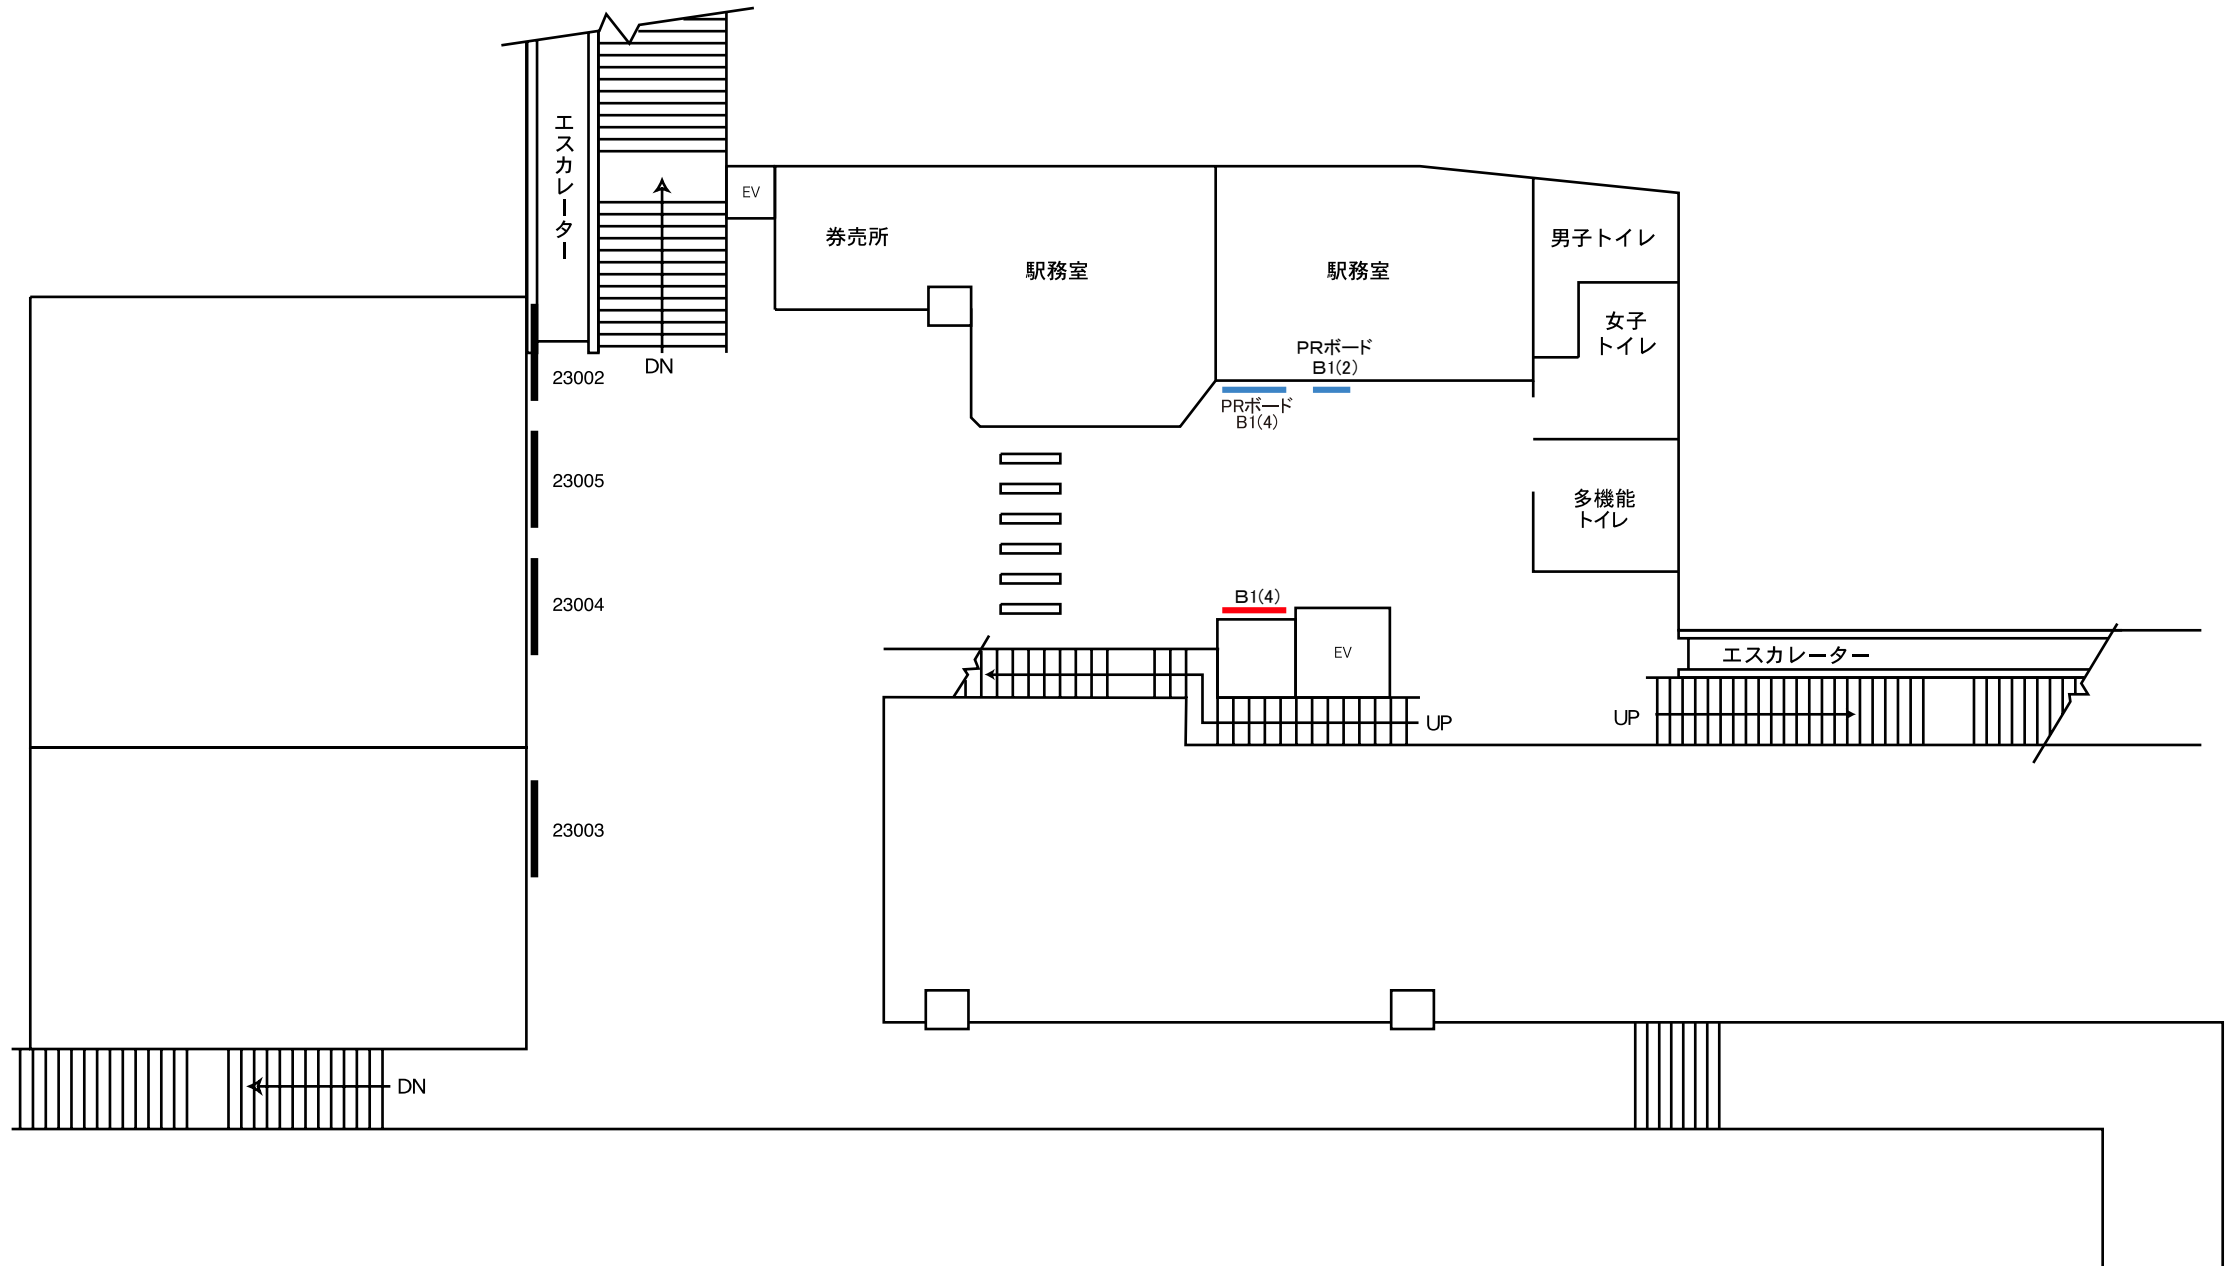 エスカレーター
EV
券売所
駅務室
駅務室
男子トイレ
女子
トイレ
PRボード
B1(2)
DN
23002
PRボード
B1(4)
23005
多機能
トイレ
23004
B1(4)
EV
エスカレーター
UP
UP
23003
DN